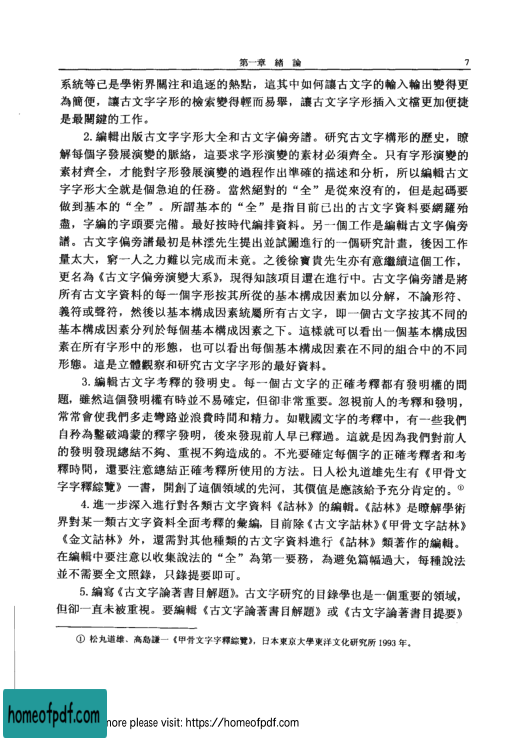 第一章 緒 論 7
系統等已是學術界關注和追逐的熱點，這其中如何讓古文字的輸入輸出變得更
為簡便，讓古文字字形的檢索變得輕而易舉，讓古文字字形插入文檔更加便捷
是最關鍵的工作。
2.編輯出版古文字字形大全和古文字偏旁譜。研究古文字構形的歷史，瞭
解每個字發展演變的脈絡，這要求字形演變的素材必須齊全。只有字形演變的
素材齊全，才能對字形發展演變的過程作出準確的描述和分析，所以編輯古文
字字形大全就是個急迫的任務。當然絕對的“全”是從來沒有的，但是起碼要
做到基本的“全”。所謂基本的“全”是指目前已出的古文字資料要網羅殆
盡，字編的字頭要完備。最好按時代編排資料。另一個工作是編輯古文字偏旁
譜。古文字偏旁譜最初是林澐先生提出並試圖進行的一個研究計畫，後因工作
量太大，窮一人之力難以完成而未竟。之後徐寶貴先生亦有意繼續這個工作，
更名為《古文字偏旁演變大系》，現得知該項目還在進行中。古文字偏旁譜是將
所有古文字資料的每一個字形按其所從的基本構成因素加以分解，不論形符、
義符或聲符，然後以基本構成因素統屬所有古文字，即一個古文字按其不同的
基本構成因素分列於每個基本構成因素之下。這樣就可以看出一個基本構成因
素在所有字形中的形態，也可以看出每個基本構成因素在不同的組合中的不同
形態。這是立體觀察和研究古文字字形的最好資料。
3.編輯古文字考釋的發明史。每一個古文字的正確考釋都有發明權的問
題，雖然這個發明權有時並不易確定，但卻非常重要。忽視前人的考釋和發明，
常常會使我們多走彎路並浪費時間和精力。如戰國文字的考釋中，有一些我們
自矜為鑿破鴻蒙的釋字發明，後來發現前人早已釋過。這就是因為我們對前人
的發明發現總結不夠、重視不夠造成的。不光要確定每個字的正確考釋者和考
釋時間，還要注意總結正確考釋所使用的方法。日人松丸道雄先生有《甲骨文
字字釋綜覽》一書，開創了這個領域的先河，其價值是應該給予充分肯定的。①
4.進一步深入進行對各類古文字資料《詁林》的編輯。《詁林》是瞭解學術
界對某一類古文字資料全面考釋的彙編，目前除《古文字詁林》《甲骨文字詁林》
《金文詁林》外，還需對其他種類的古文字資料進行《詁林》類著作的編輯。
在編輯中要注意以收集說法的“全”為第一要務，為避免篇幅過大，每種說法
並不需要全文照錄，只錄提要即可。
5.編寫《古文字論著書目解題》。古文字研究的目錄學也是一個重要的領域，
但卻一直未被重視。要編輯《古文字論著書目解題》或《古文字論著書目提要》
① 松丸道雄、高島謙一《甲骨文字字釋綜覽》，日本東京大學東洋文化研究所1993年。
homeofpdf.com
more please visit: https://homeofpdf.com